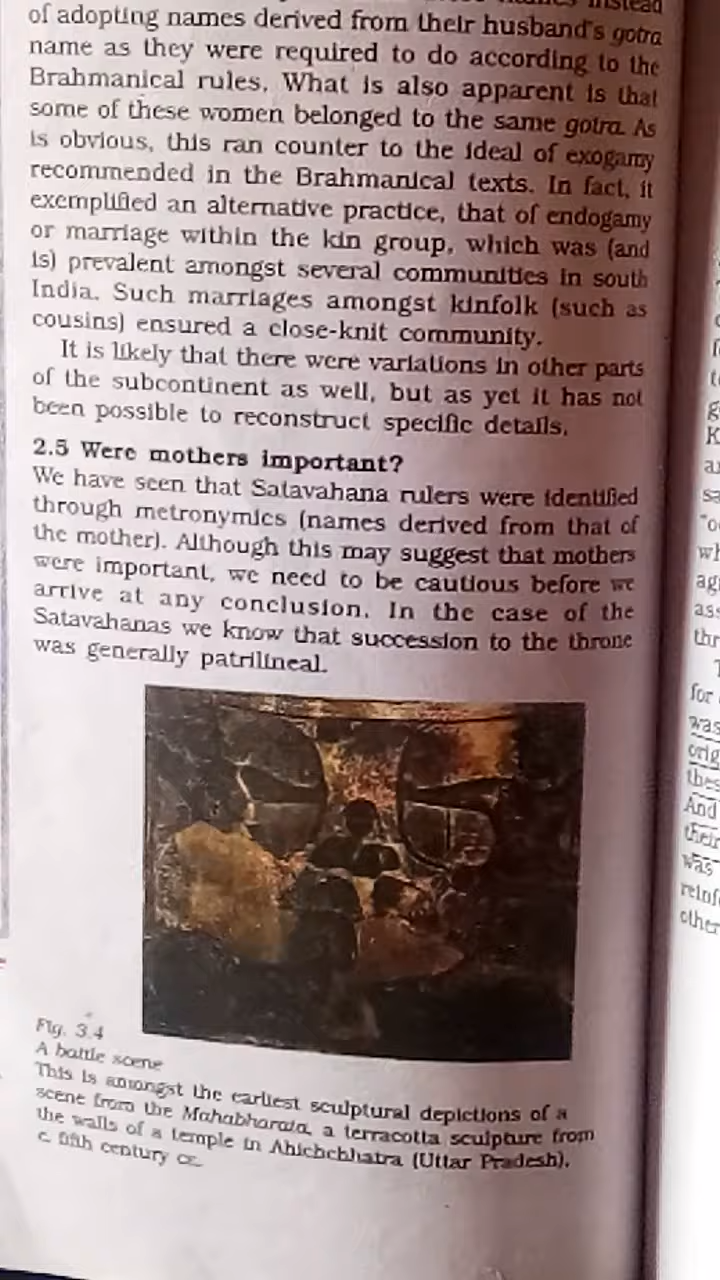 instead
of adopting names derived from their husband's gotra
name as they were required to do according to the
Brahmanical rules. What is also apparent is that
some of these women belonged to the same gotra. As
is obvious, this ran counter to the ideal of exogamy
recommended in the Brahmanical texts. In fact, it
exemplified an alternative practice, that of endogamy
or marriage within the kin group, which was (and
is) prevalent amongst several communities in south
India. Such marriages amongst kinfolk (such as
cousins) ensured a close-knit community.
It is likely that there were variations in other parts
of the subcontinent as well, but as yet it has not
been possible to reconstruct specific details.
2.5 Were mothers important?
We have seen that Satavahana rulers were identified
through metronymics (names derived from that of
the mother). Although this may suggest that mothers
were important, we need to be cautious before we
arrive at any conclusion. In the case of the
Satavahanas we know that succession to the throne
was generally patrilineal.
Fig. 3.4
A battle scene
This is amongst the earliest sculptural depictions of a
scene from the Mahabharata, a terracotta sculpture from
the walls of a temple in Ahichchhatra (Uttar Pradesh),
c. fifth century CE.
for
was
And
their
was
other